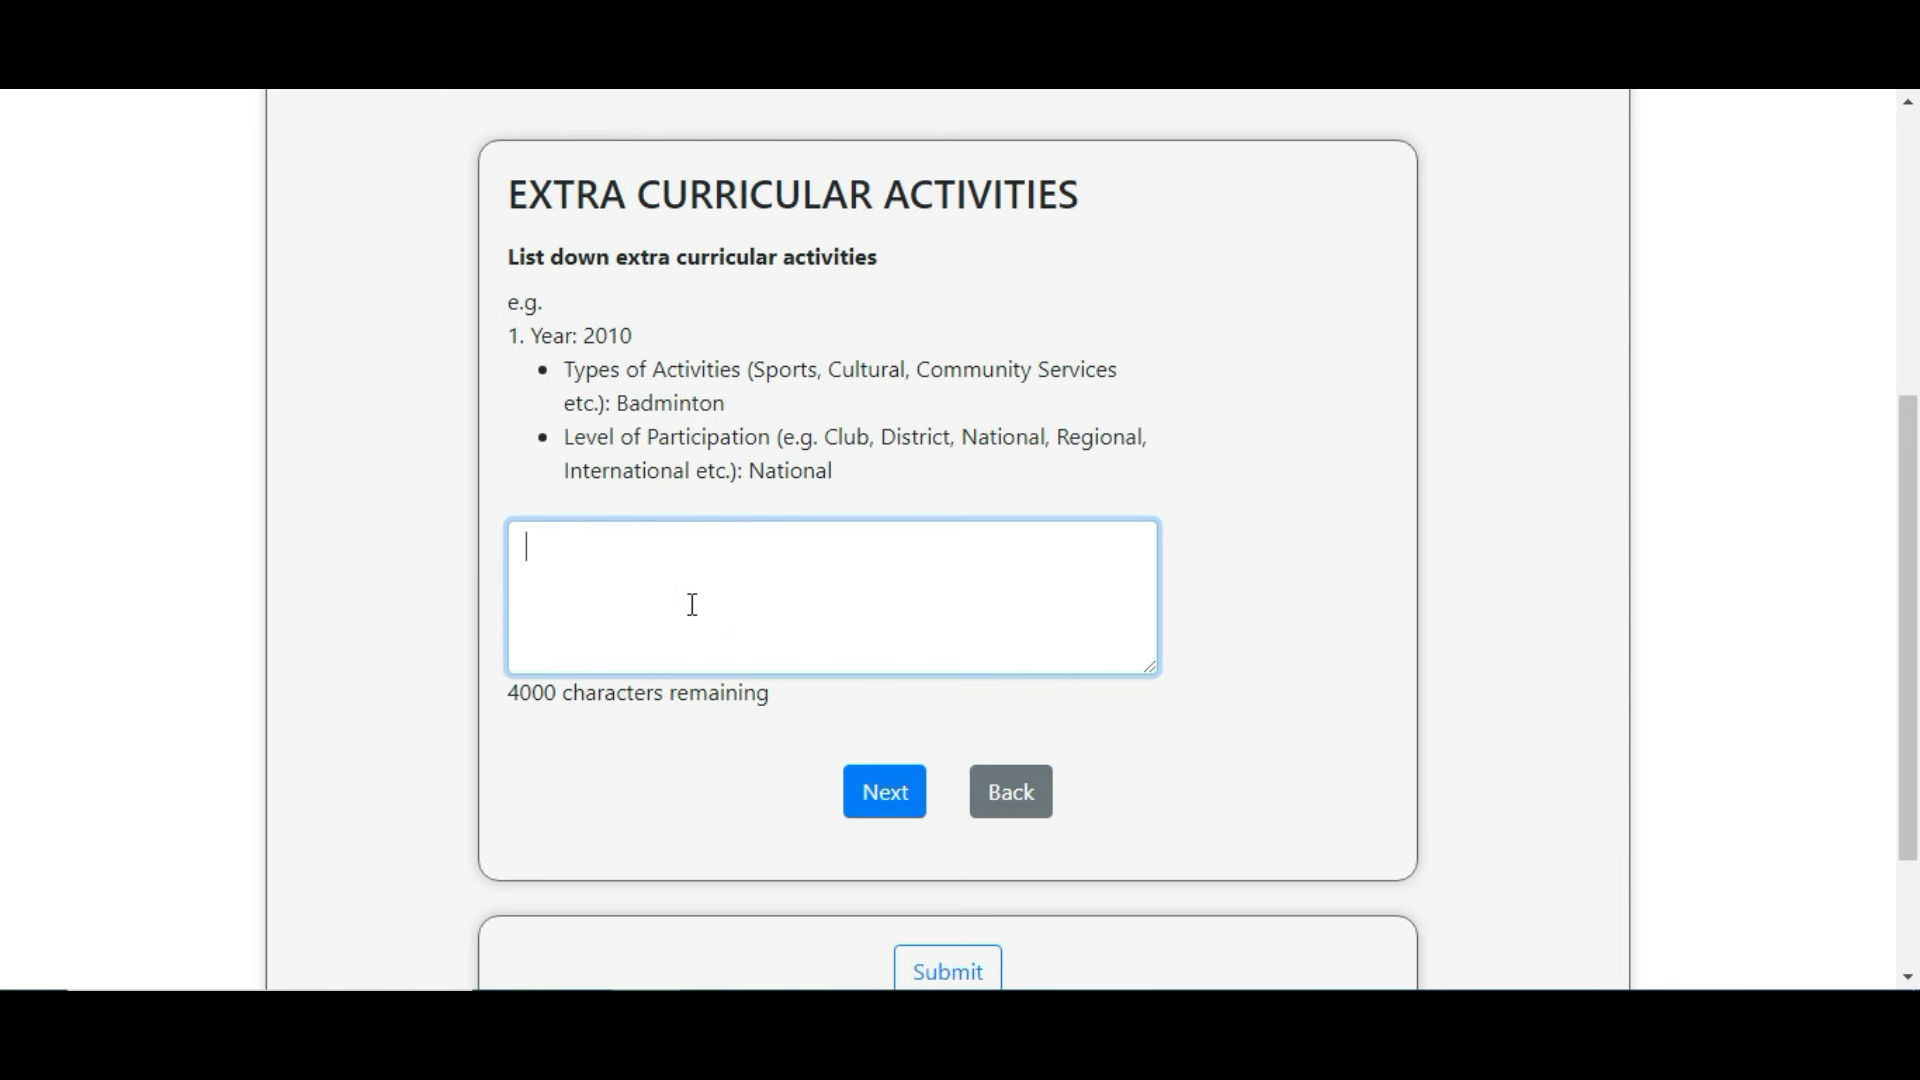 EXTRA CURRICULAR ACTIVITIES
List down extra curricular activities
e.g.
1. Year: 2010
• Types of Activities (Sports, Cultural, Community Services
etc.): Badminton
• Level of Participation (e.g. Club, District, National, Regional,
International etc.): National
4000 characters remaining
Next
Back
Submit